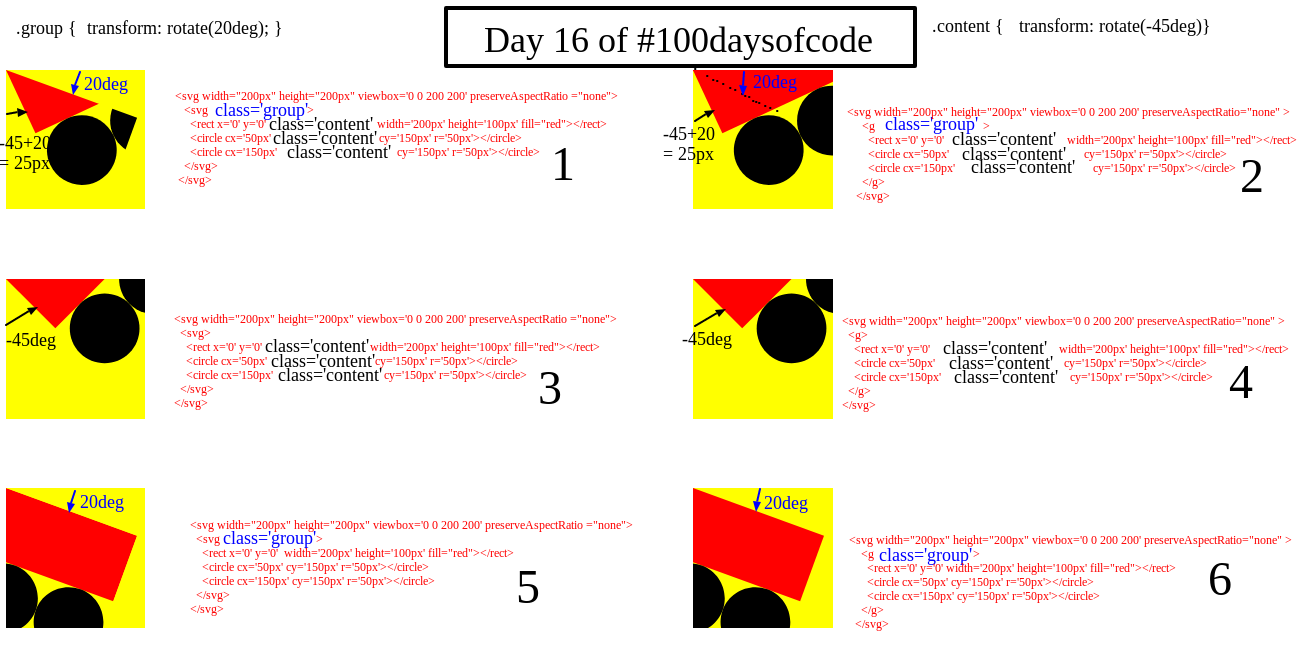 .group { transform: rotate(20deg); }
Day 16 of #100daysofcode
.content { transform: rotate(-45deg)}
20deg
-45+20
= 25px
<svg width="200px" height="200px" viewbox='0 0 200 200' preserveAspectRatio ="none">
<svg class='group'>
<rect x='0' y='0' class='content' width='200px' height='100px' fill="red"></rect>
<circle cx='50px' class='content' cy='150px' r='50px'></circle>
<circle cx='150px' class='content' cy='150px' r='50px'></circle>
</svg>
</svg>
1
20deg
-45+20
= 25px
<svg width="200px" height="200px" viewbox='0 0 200 200' preserveAspectRatio="none" >
<g class='group' >
<rect x='0' y='0' class='content' width='200px' height='100px' fill="red"></rect>
<circle cx='50px' class='content' cy='150px' r='50px'></circle>
<circle cx='150px' class='content' cy='150px' r='50px'></circle>
</g>
</svg>
2
-45deg
<svg width="200px" height="200px" viewbox='0 0 200 200' preserveAspectRatio ="none">
<svg>
<rect x='0' y='0' class='content' width='200px' height='100px' fill="red"></rect>
<circle cx='50px' class='content' cy='150px' r='50px'></circle>
<circle cx='150px' class='content' cy='150px' r='50px'></circle>
</svg>
</svg>
3
-45deg
<svg width="200px" height="200px" viewbox='0 0 200 200' preserveAspectRatio="none" >
<g>
<rect x='0' y='0' class='content' width='200px' height='100px' fill="red"></rect>
<circle cx='50px' class='content' cy='150px' r='50px'></circle>
<circle cx='150px' class='content' cy='150px' r='50px'></circle>
</g>
</svg>
4
20deg
<svg width="200px" height="200px" viewbox='0 0 200 200' preserveAspectRatio ="none">
<svg class='group'>
<rect x='0' y='0' width='200px' height='100px' fill="red"></rect>
<circle cx='50px' cy='150px' r='50px'></circle>
<circle cx='150px' cy='150px' r='50px'></circle>
</svg>
</svg>
5
20deg
<svg width="200px" height="200px" viewbox='0 0 200 200' preserveAspectRatio="none" >
<g class='group'>
<rect x='0' y='0' width='200px' height='100px' fill="red"></rect>
<circle cx='50px' cy='150px' r='50px'></circle>
<circle cx='150px' cy='150px' r='50px'></circle>
</g>
</svg>
6